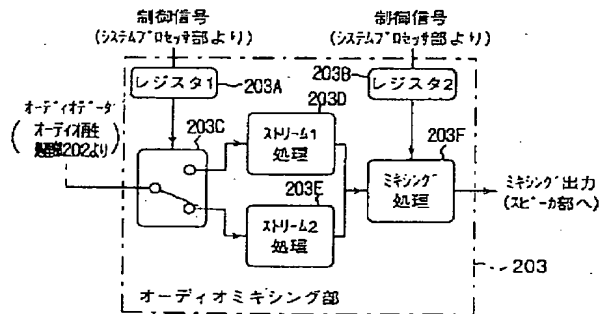 制御信号
(システムプロセッサ部より)
制御信号
(システムプロセッサ部より)
レジスタ1
203A
203B
レジスタ2
オーディオデータ
(オーディオ再生
処理部202より)
203C
203D
ストリーム1
処理
203E
ストリーム2
処理
203F
ミキシング
処理
ミキシング出力
(スピーカ部へ)
203
オーディオミキシング部